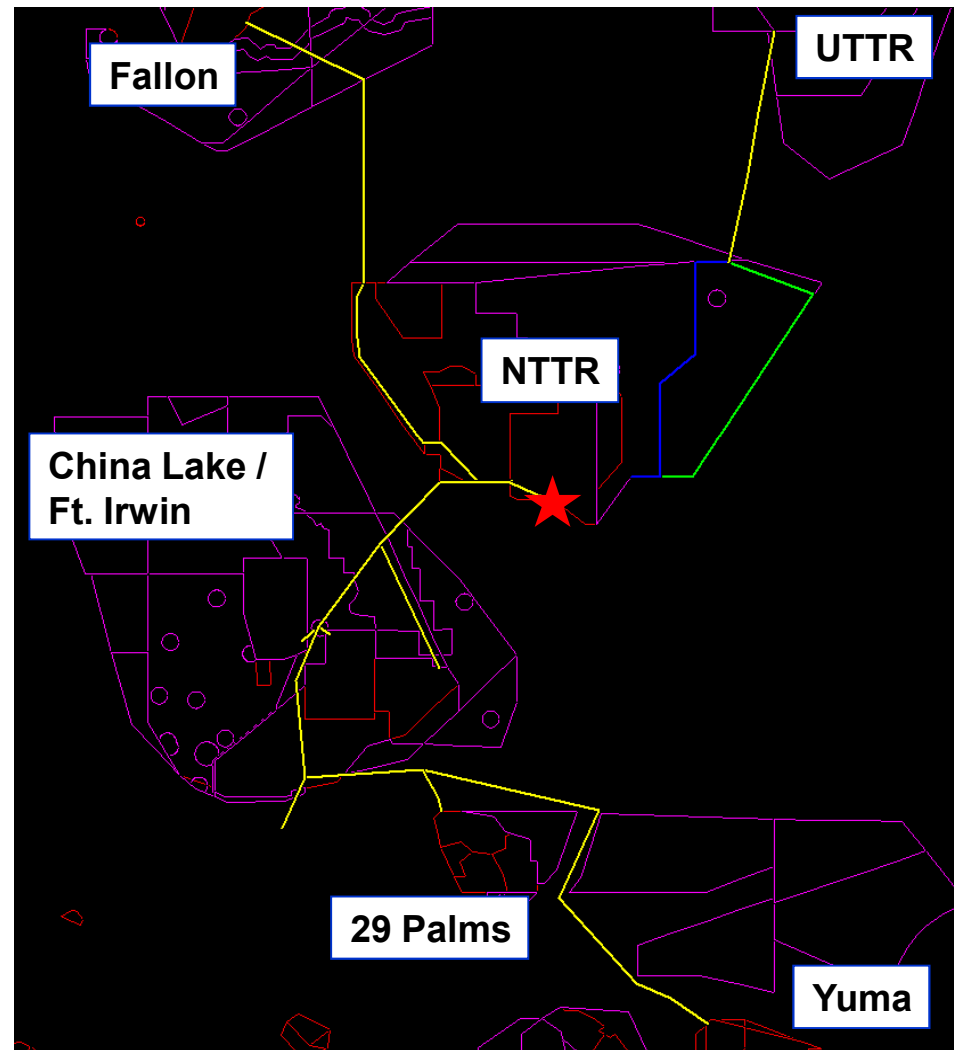 Fallon
UTTR
NTTR
China Lake /
Ft. Irwin
29 Palms
Yuma